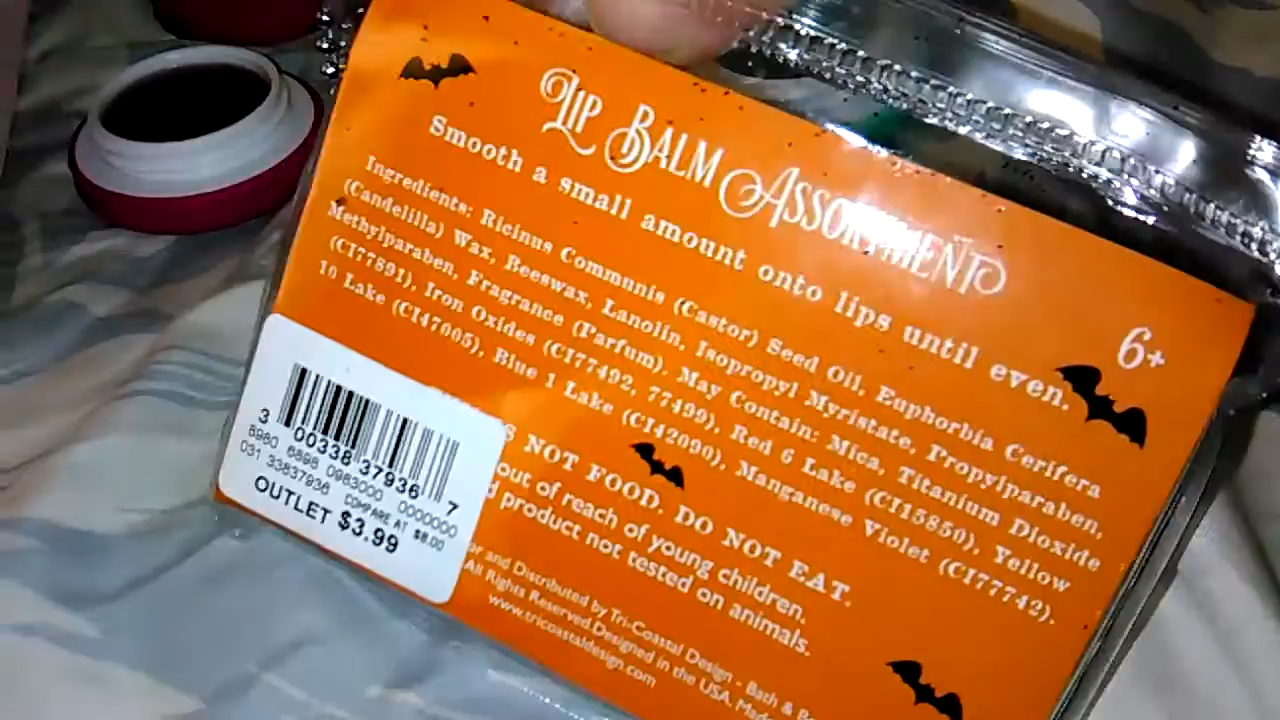 Lip Balm Assortment
Smooth a small amount onto lips until even.
6+
Ingredients: Ricinus Communis (Castor) Seed Oil, Euphorbia Cerifera
(Candelilla) Wax, Beeswax, Lanolin, Isopropyl Myristate, Propylparaben,
Methylparaben, Fragrance (Parfum). May Contain: Mica, Titanium Dioxide
(CI77891), Iron Oxides (CI77492, 77499), Red 6 Lake (CI15850), Yellow
10 Lake (CI47005), Blue 1 Lake (CI42090), Manganese Violet (CI77742).
NOT FOOD. DO NOT EAT.
out of reach of young children.
product not tested on animals.
and Distributed by Tri-Coastal Design - Bath &
All Rights Reserved.Designed in the USA.
www.tricoastaldesign.com
3 00338 37936 7
8980 6898 0983000 0000000
031 33837936 COMPARE AT $8.00
OUTLET $3.99